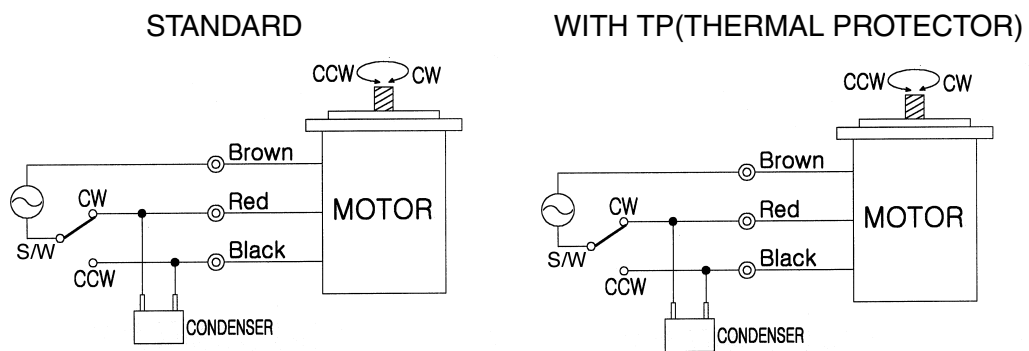 STANDARD
CCW CW
Brown
CW Red
MOTOR
S/W
Black
CCW
CONDENSER
WITH TP(THERMAL PROTECTOR)
CCW CW
Brown
CW Red
MOTOR
S/W
Black
CCW
CONDENSER